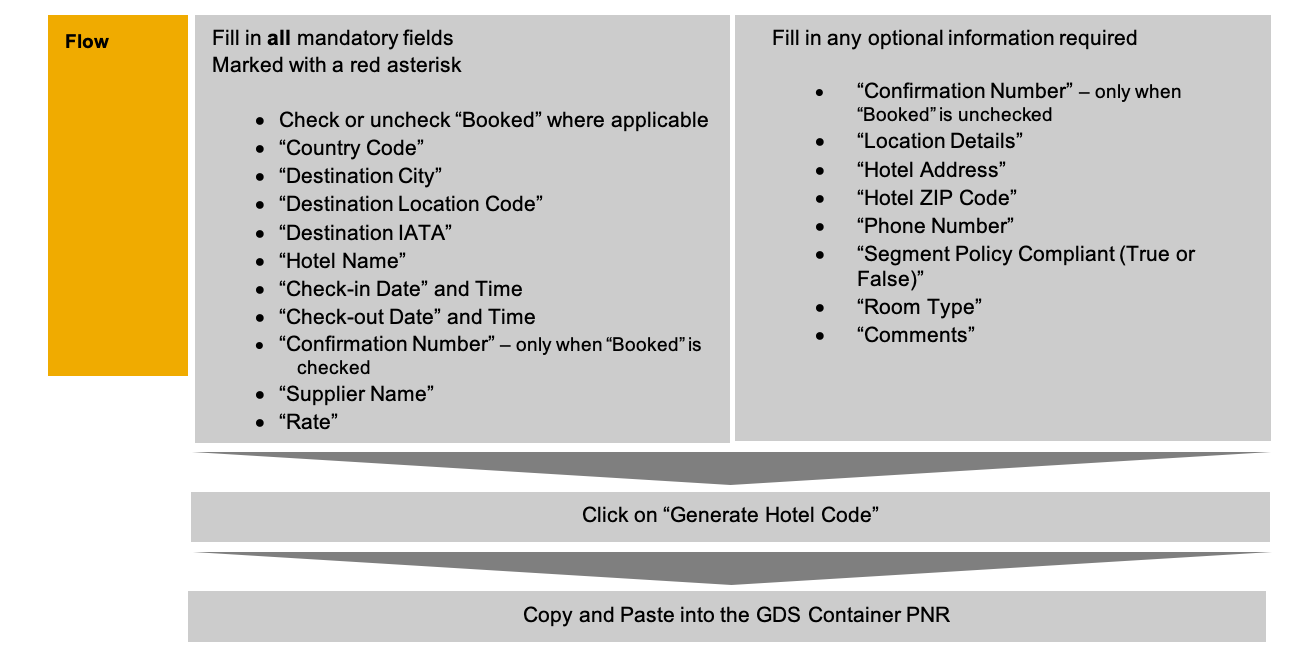 Flow
Fill in all mandatory fields
Marked with a red asterisk
• Check or uncheck “Booked” where applicable
• “Country Code”
• “Destination City”
• “Destination Location Code”
• “Destination IATA”
• “Hotel Name”
• “Check-in Date” and Time
• “Check-out Date” and Time
• “Confirmation Number” – only when “Booked” is
checked
• “Supplier Name”
• “Rate”
Fill in any optional information required
• “Confirmation Number” – only when
“Booked” is unchecked
• “Location Details”
• “Hotel Address”
• “Hotel ZIP Code”
• “Phone Number”
• “Segment Policy Compliant (True or
False)”
• “Room Type”
• “Comments”
Click on “Generate Hotel Code”
Copy and Paste into the GDS Container PNR